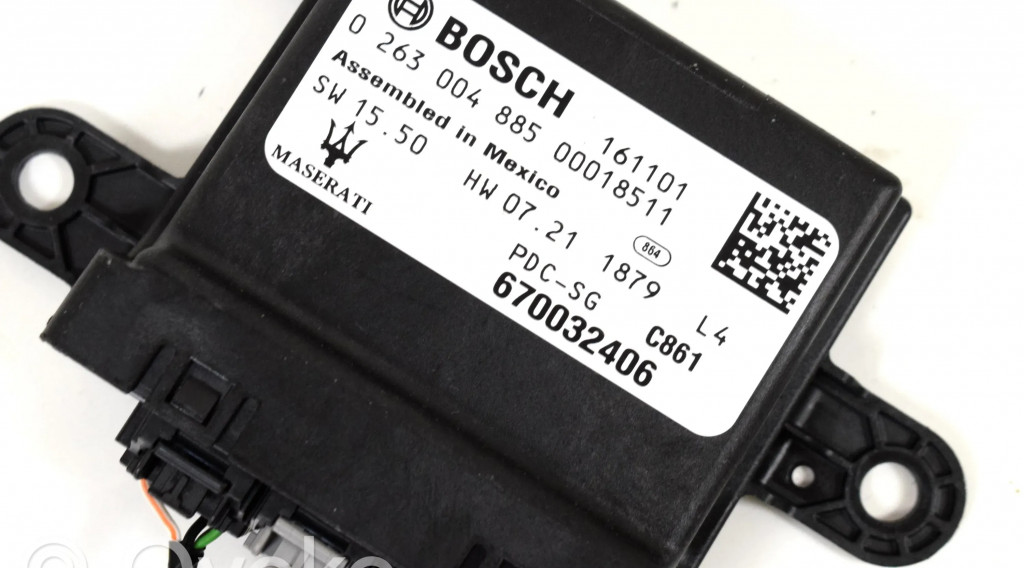 BOSCH
0 263 004 885 161101
Assembled in Mexico 00018511
SW 15.50 HW 07.21 1879 L4
MASERATI
864
PDC-SG C861
670032406
Ovoko